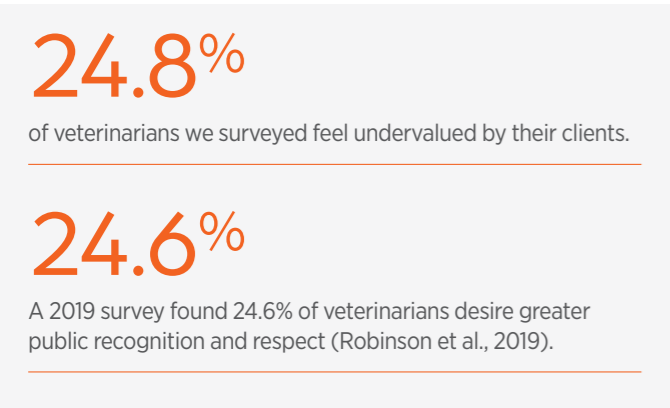 24.8%
of veterinarians we surveyed feel undervalued by their clients.
24.6%
A 2019 survey found 24.6% of veterinarians desire greater
public recognition and respect (Robinson et al., 2019).